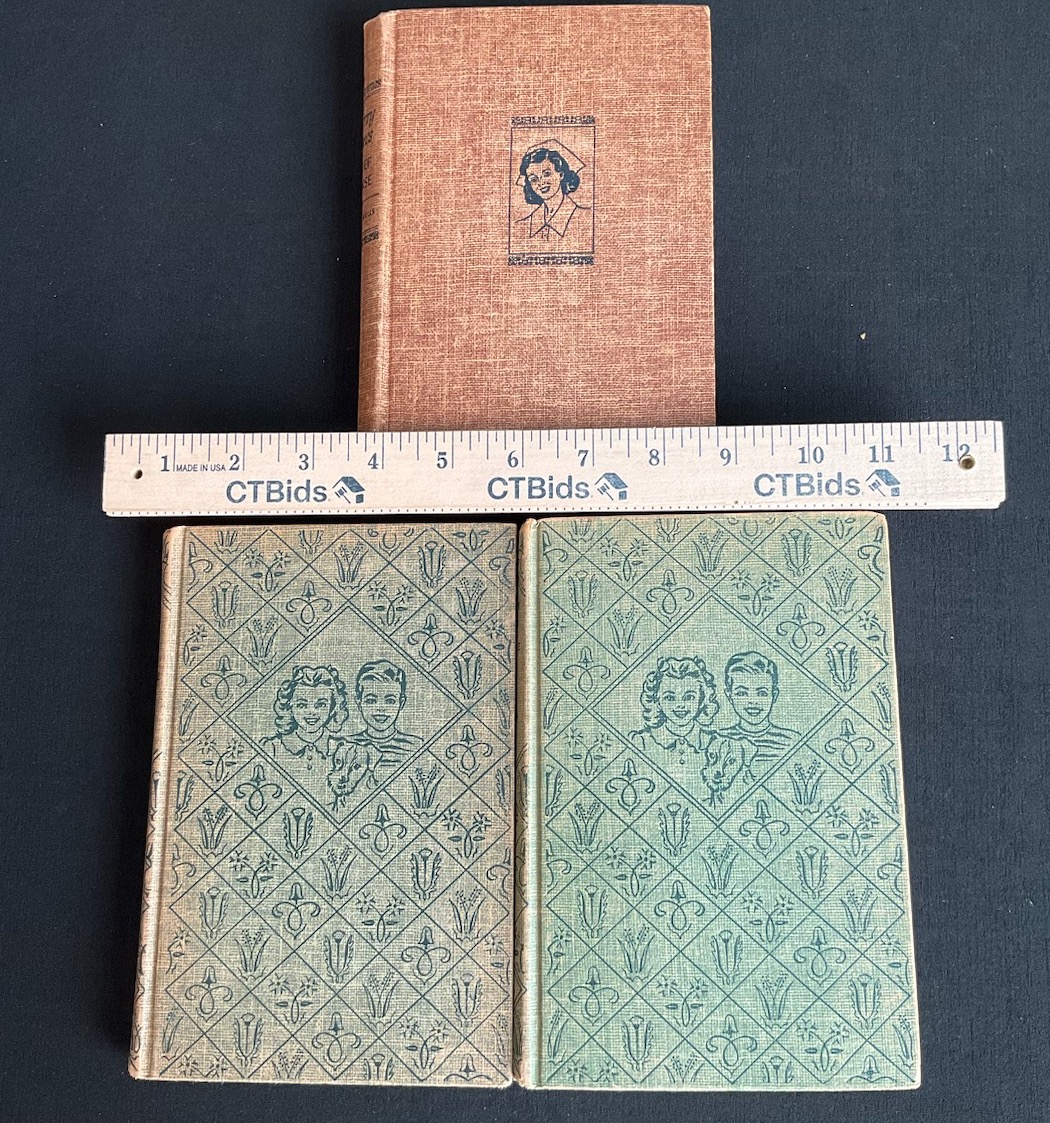 1 MADE IN USA 2 3 4 5 6 7 8 9 10 11 12
CTBids CTBids CTBids